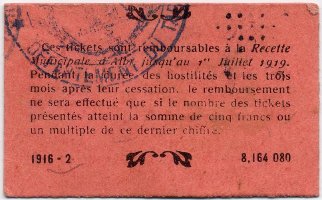 Ces tickets sont remboursables à la Recette
Municipale d'Albi jusqu'au 1er Juillet 1919.
Pendant la durée des hostilités et les trois
mois après leur cessation, le remboursement
ne sera effectué que si le nombre des tickets
présentés atteint la somme de cinq francs ou
un multiple de ce dernier chiffre.
1916 - 2
8,164 080